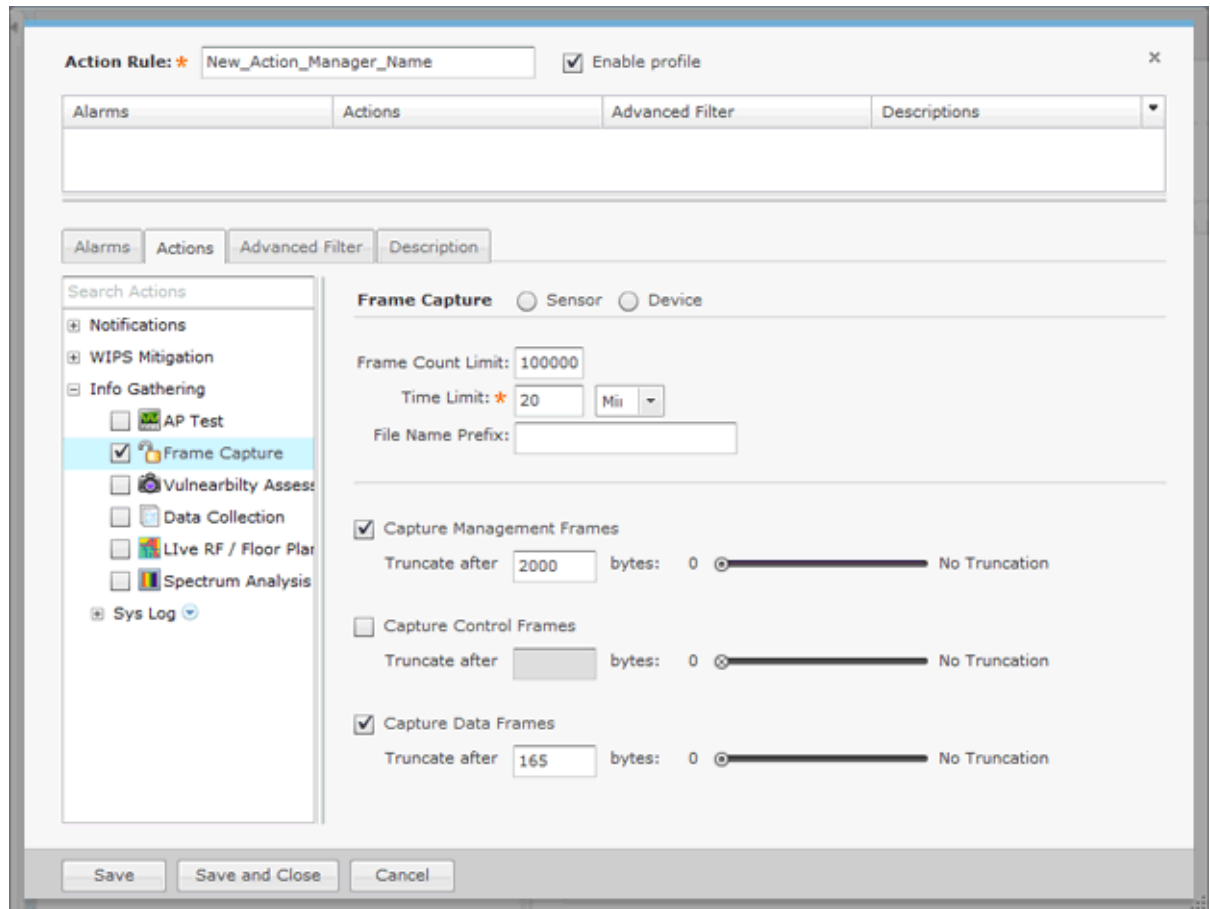 Action Rule: * New_Action_Manager_Name Enable profile
Alarms Actions Advanced Filter Descriptions
Alarms Actions Advanced Filter Description
Search Actions
Notifications
WIPS Mitigation
Info Gathering
AP Test
Frame Capture
Vulnearbilty Assess
Data Collection
LIve RF / Floor Plan
Spectrum Analysis
Sys Log
Frame Capture Sensor Device
Frame Count Limit: 100000
Time Limit: * 20 Min
File Name Prefix:
Capture Management Frames
Truncate after 2000 bytes: 0 No Truncation
Capture Control Frames
Truncate after bytes: 0 No Truncation
Capture Data Frames
Truncate after 165 bytes: 0 No Truncation
Save Save and Close Cancel